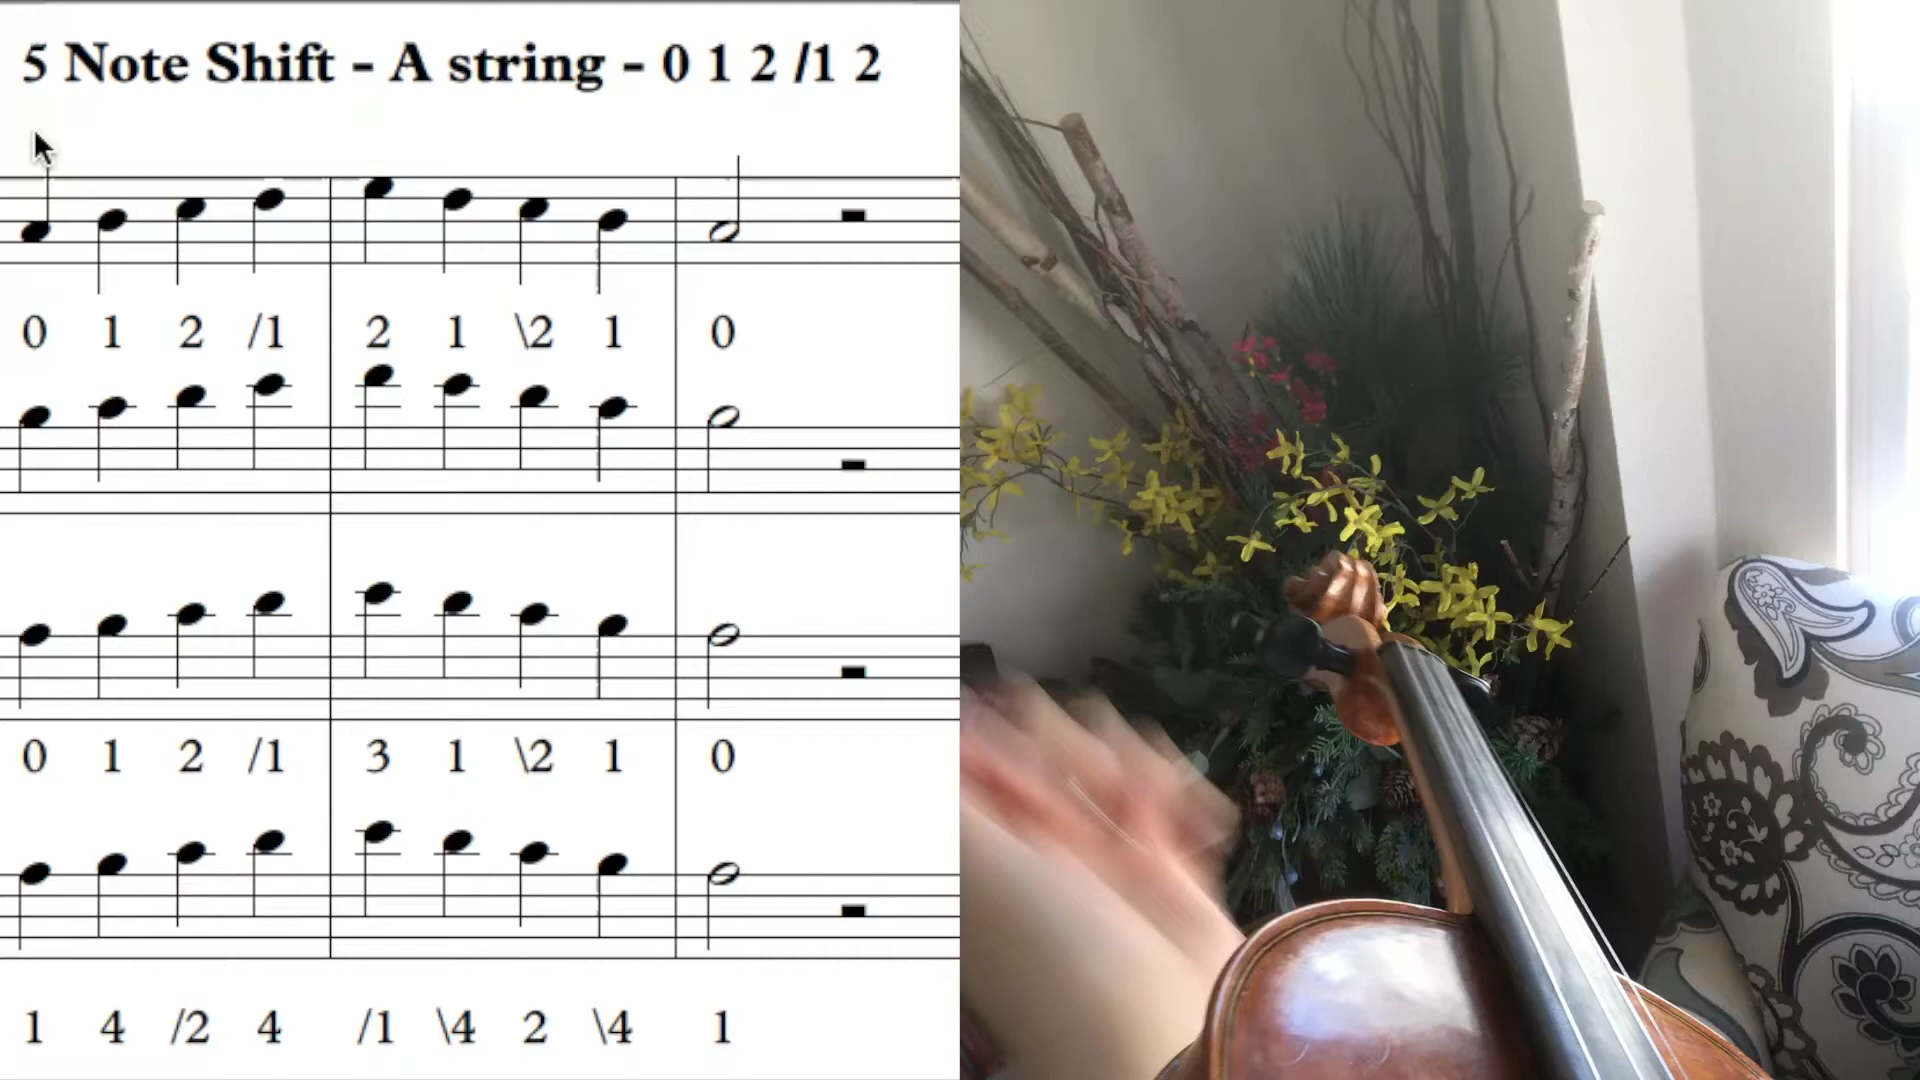 5 Note Shift - A string - 0 1 2 /1 2
0 1 2 /1 2 1 \2 1 0
0 1 2 /1 3 1 \2 1 0
1 4 /2 4 /1 \4 2 \4 1